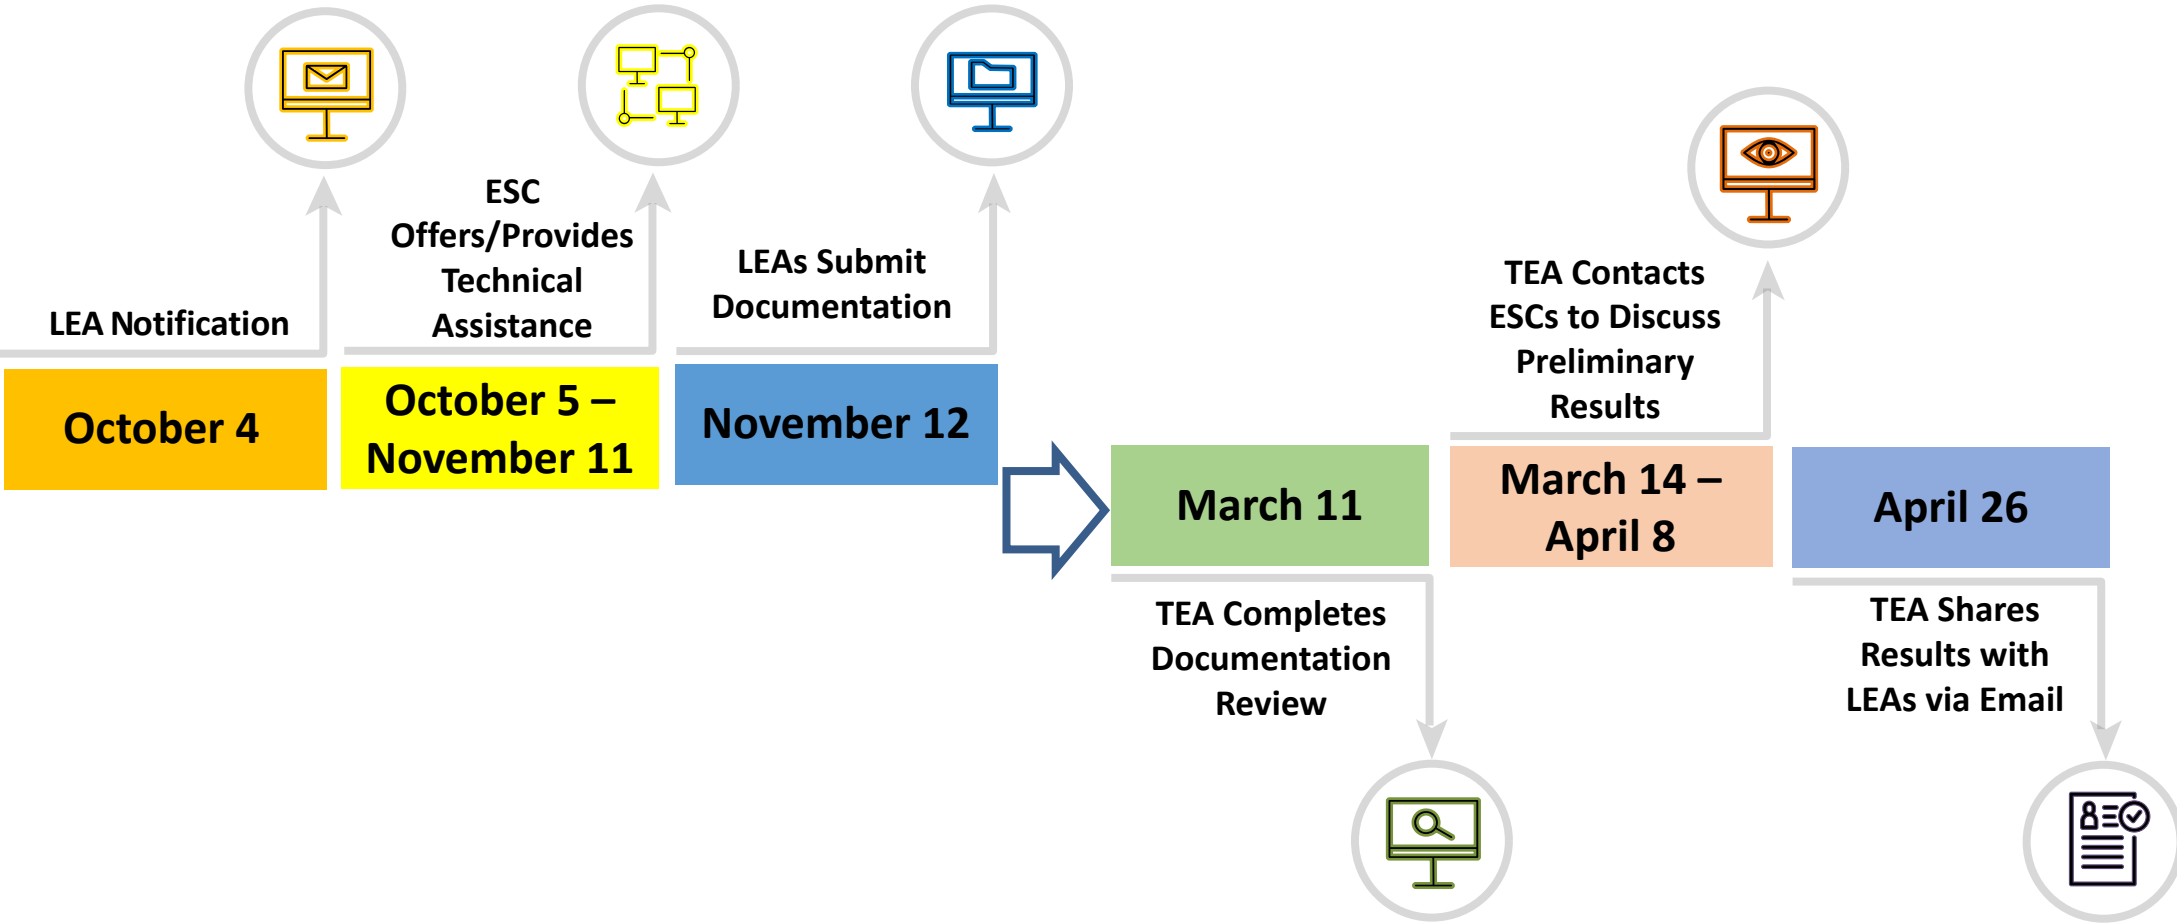 LEA Notification
October 4
ESC
Offers/Provides
Technical
Assistance
October 5 –
November 11
LEAs Submit
Documentation
November 12
March 11
TEA Completes
Documentation
Review
TEA Contacts
ESCs to Discuss
Preliminary
Results
March 14 –
April 8
April 26
TEA Shares
Results with
LEAs via Email